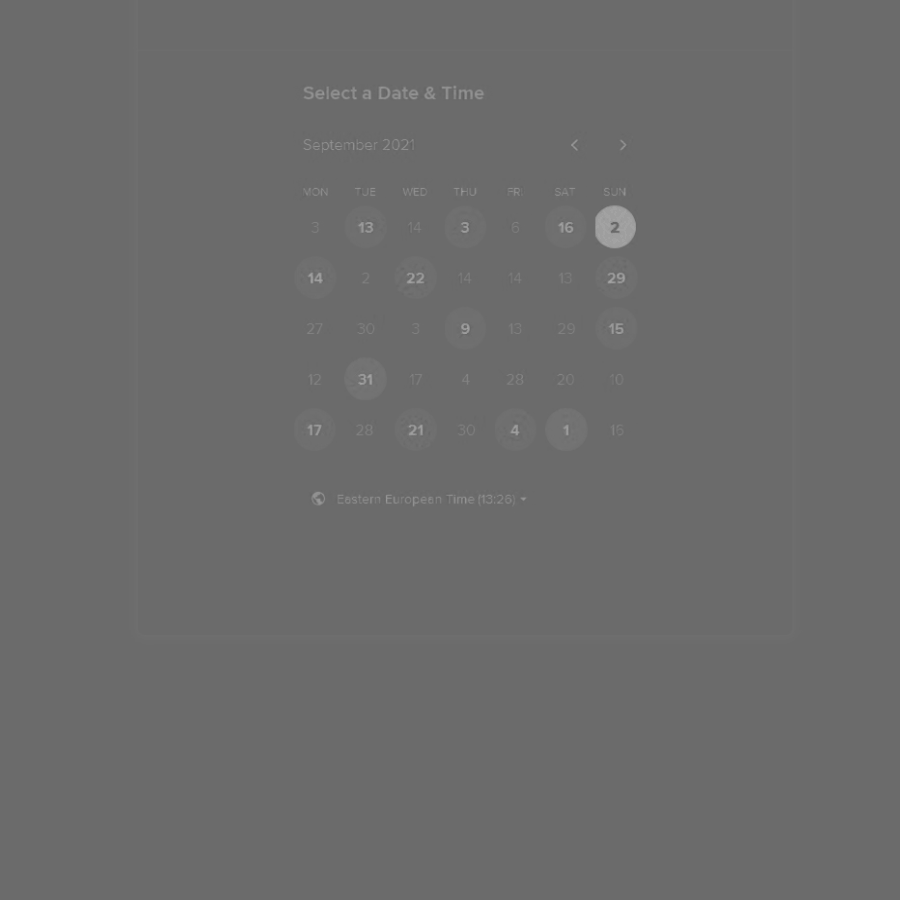 Select a Date & Time
September 2021
MON TUE WED THU FRI SAT SUN
3 13 14 3 6 16 2
14 2 22 14 14 13 29
27 30 3 9 13 29 15
12 31 17 4 28 20 10
17 28 21 30 4 1 15
Eastern European Time (13:26)